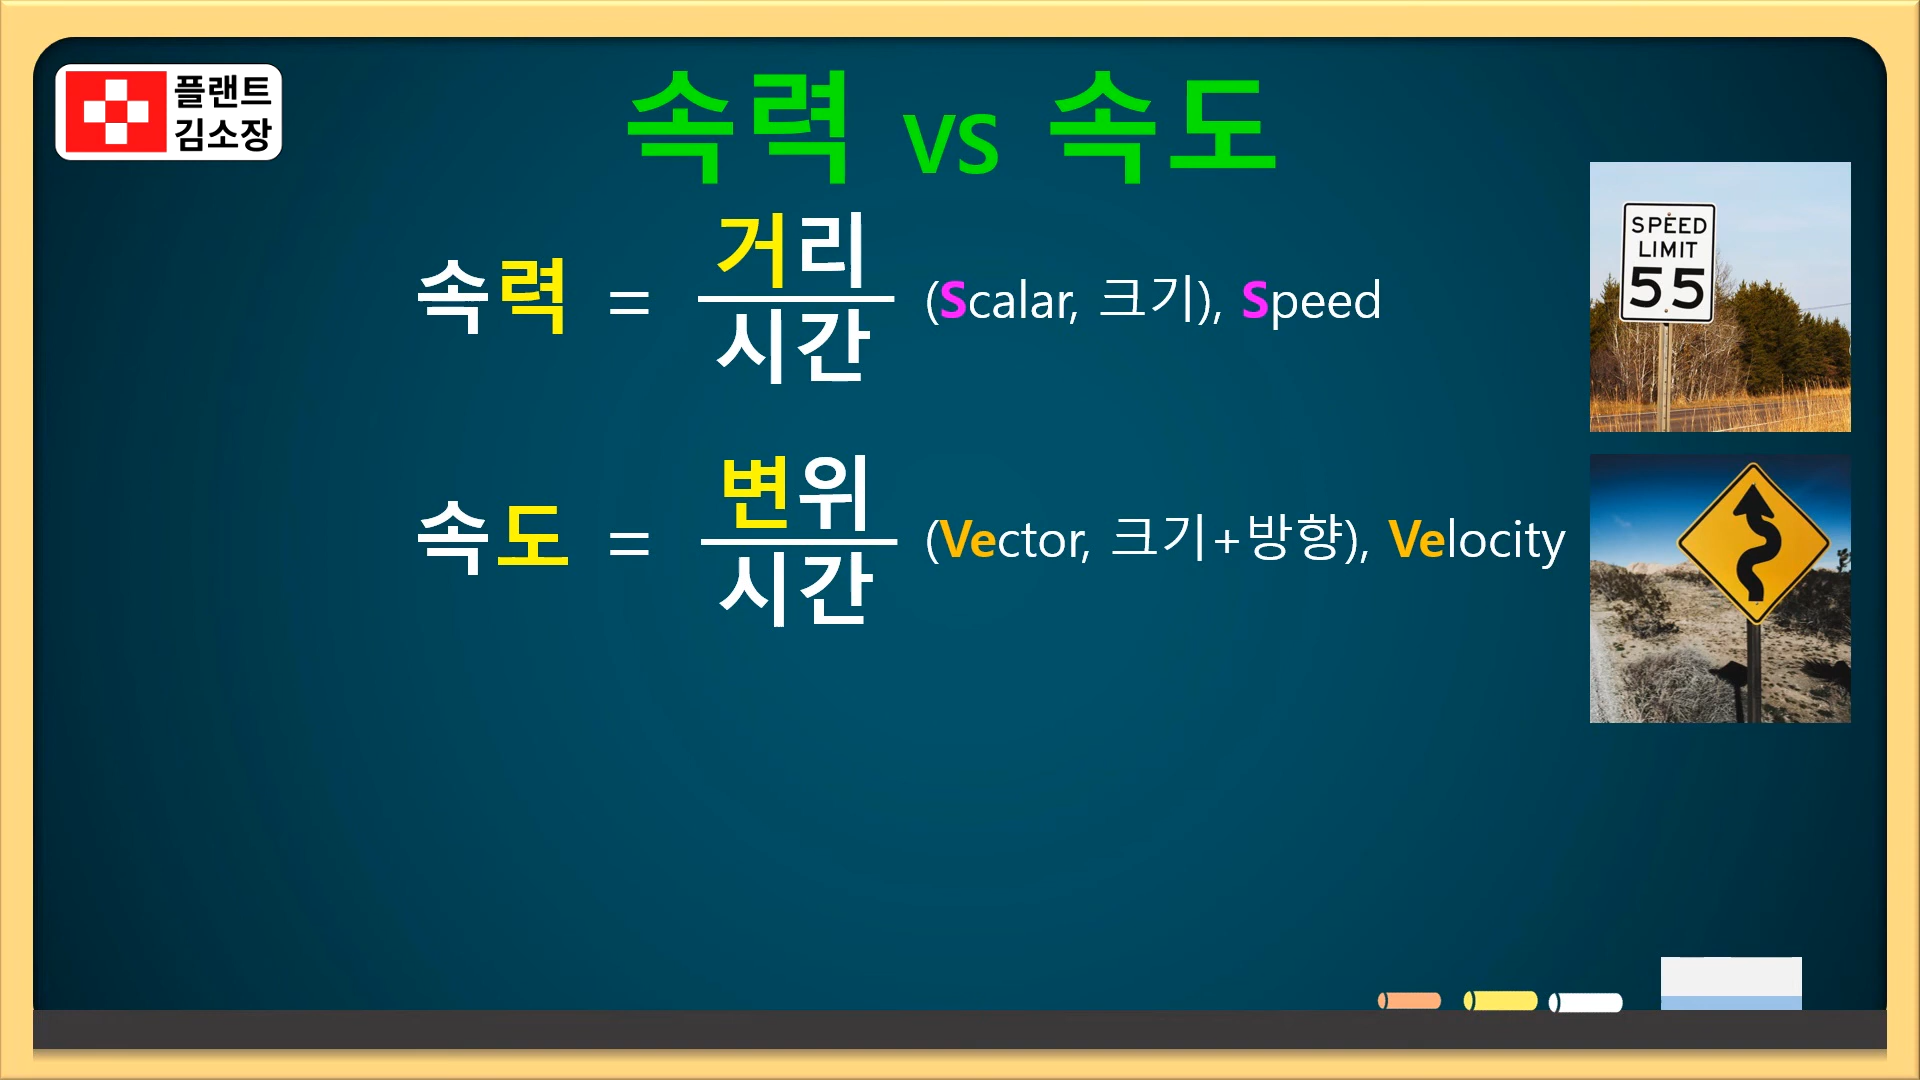 플랜트
김소장
속력 vs 속도
속력 = 거리
시간
(Scalar, 크기), Speed
속도 = 변위
시간
(Vector, 크기+방향), Velocity
SPEED
LIMIT
55